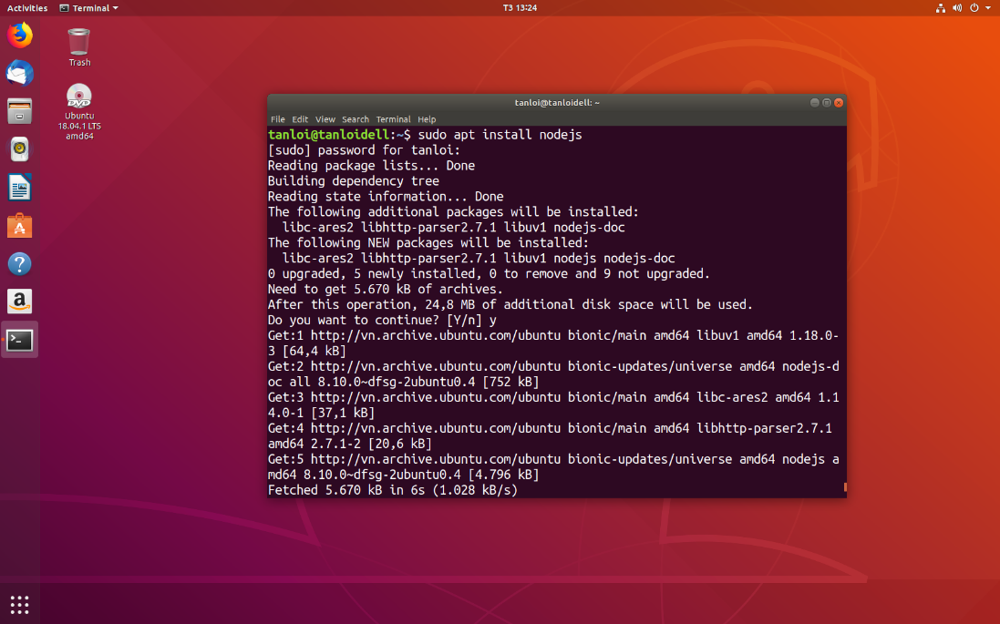 Activities Terminal T3 13:24
Trash
DVD
Ubuntu
18.04.1 LTS
amd64
tanloi@tanloidell: ~
File Edit View Search Terminal Help
tanloi@tanloidell:~$ sudo apt install nodejs
[sudo] password for tanloi:
Reading package lists... Done
Building dependency tree
Reading state information... Done
The following additional packages will be installed:
  libc-ares2 libhttp-parser2.7.1 libuv1 nodejs-doc
The following NEW packages will be installed:
  libc-ares2 libhttp-parser2.7.1 libuv1 nodejs nodejs-doc
0 upgraded, 5 newly installed, 0 to remove and 9 not upgraded.
Need to get 5.670 kB of archives.
After this operation, 24,8 MB of additional disk space will be used.
Do you want to continue? [Y/n] y
Get:1 http://vn.archive.ubuntu.com/ubuntu bionic/main amd64 libuv1 amd64 1.18.0-
3 [64,4 kB]
Get:2 http://vn.archive.ubuntu.com/ubuntu bionic-updates/universe amd64 nodejs-d
oc all 8.10.0~dfsg-2ubuntu0.4 [752 kB]
Get:3 http://vn.archive.ubuntu.com/ubuntu bionic/main amd64 libc-ares2 amd64 1.1
4.0-1 [37,1 kB]
Get:4 http://vn.archive.ubuntu.com/ubuntu bionic/main amd64 libhttp-parser2.7.1
amd64 2.7.1-2 [20,6 kB]
Get:5 http://vn.archive.ubuntu.com/ubuntu bionic-updates/universe amd64 nodejs a
md64 8.10.0~dfsg-2ubuntu0.4 [4.796 kB]
Fetched 5.670 kB in 6s (1.028 kB/s)